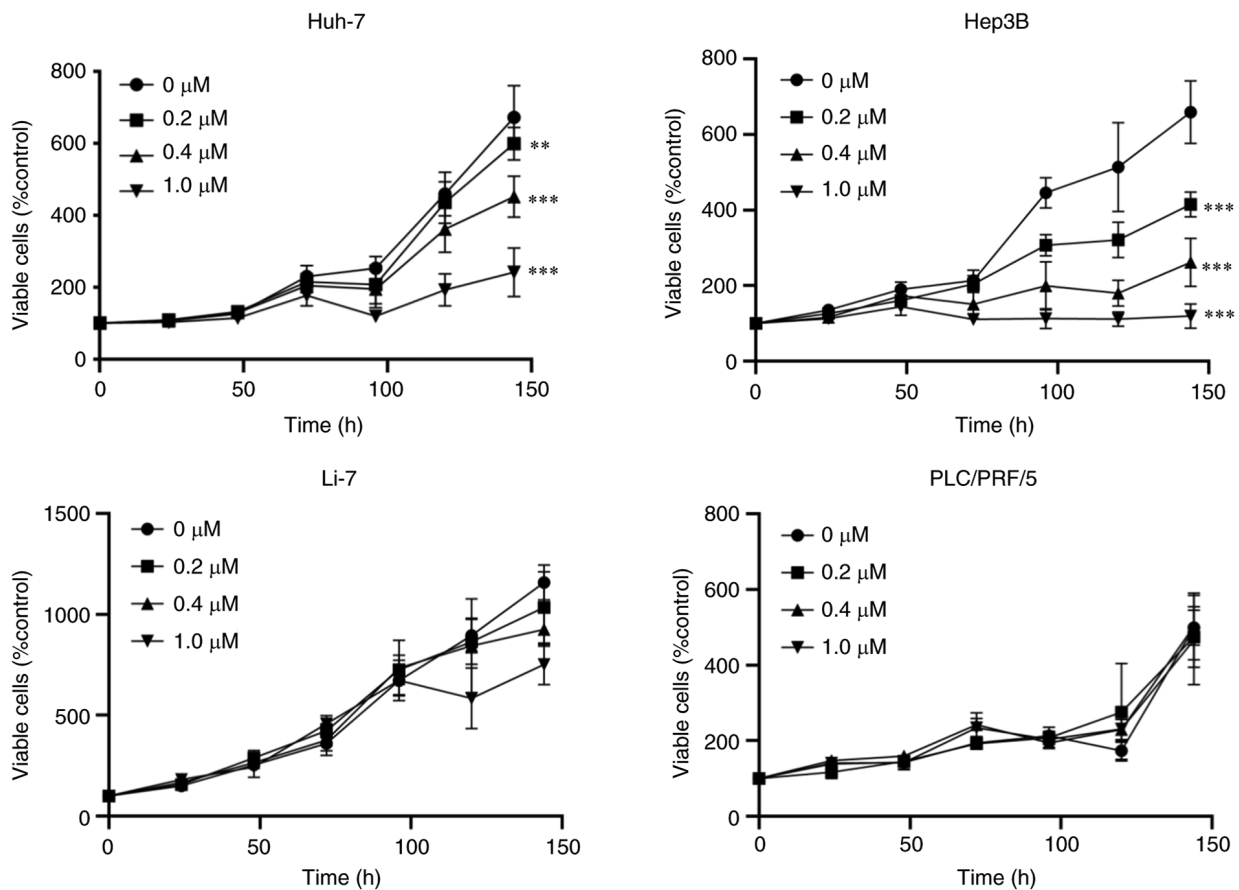 Huh-7
800
600
400
200
0
0 μM
0.2 μM
0.4 μM
1.0 μM
**
***
***
0
50
100
150
Time (h)
Viable cells (%control)
Hep3B
800
600
400
200
0
0 μM
0.2 μM
0.4 μM
1.0 μM
***
***
***
0
50
100
150
Time (h)
Viable cells (%control)
Li-7
1500
1000
500
0
0 μM
0.2 μM
0.4 μM
1.0 μM
0
50
100
150
Time (h)
Viable cells (%control)
PLC/PRF/5
800
600
400
200
0
0 μM
0.2 μM
0.4 μM
1.0 μM
0
50
100
150
Time (h)
Viable cells (%control)